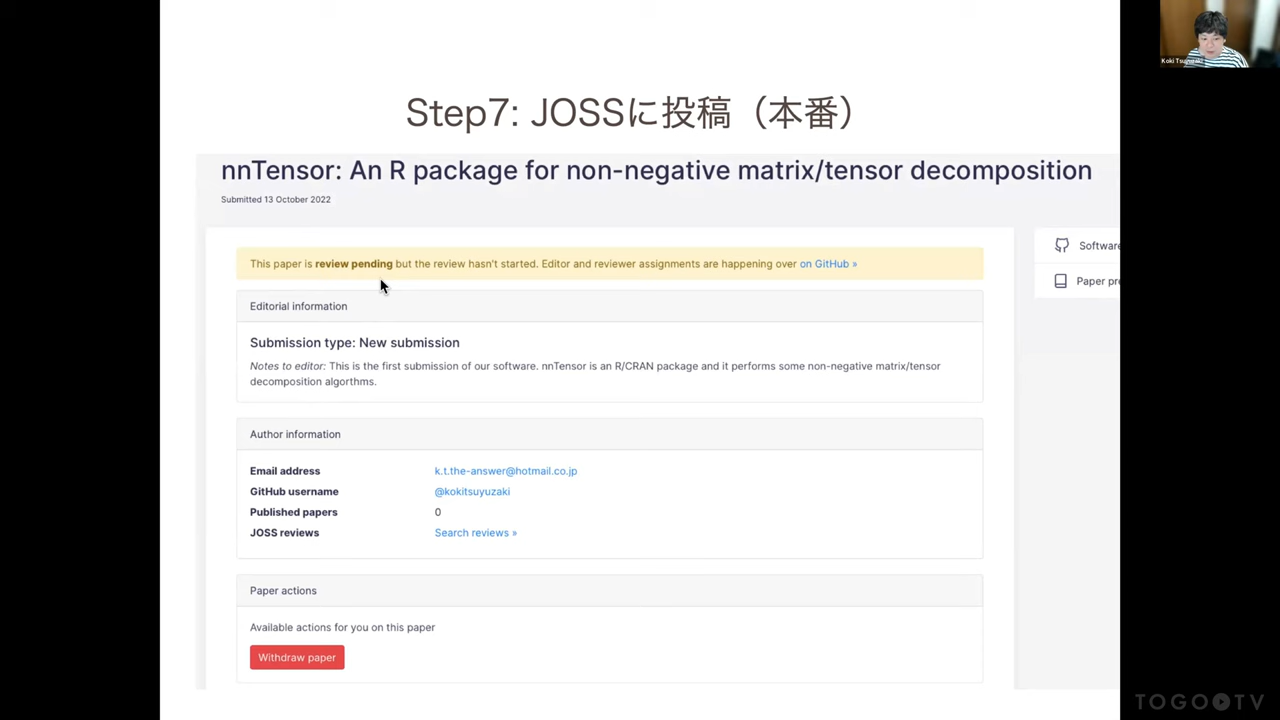 Koki Tsuyuzaki
Step7: JOSSに投稿（本番）
nnTensor: An R package for non-negative matrix/tensor decomposition
Submitted 13 October 2022
This paper is review pending but the review hasn't started. Editor and reviewer assignments are happening over on GitHub »
Software
Paper pre
Editorial information
Submission type: New submission
Notes to editor: This is the first submission of our software. nnTensor is an R/CRAN package and it performs some non-negative matrix/tensor
decomposition algorthms.
Author information
Email address k.t.the-answer@hotmail.co.jp
GitHub username @kokitsuyuzaki
Published papers 0
JOSS reviews Search reviews »
Paper actions
Available actions for you on this paper
Withdraw paper
TOGOTV